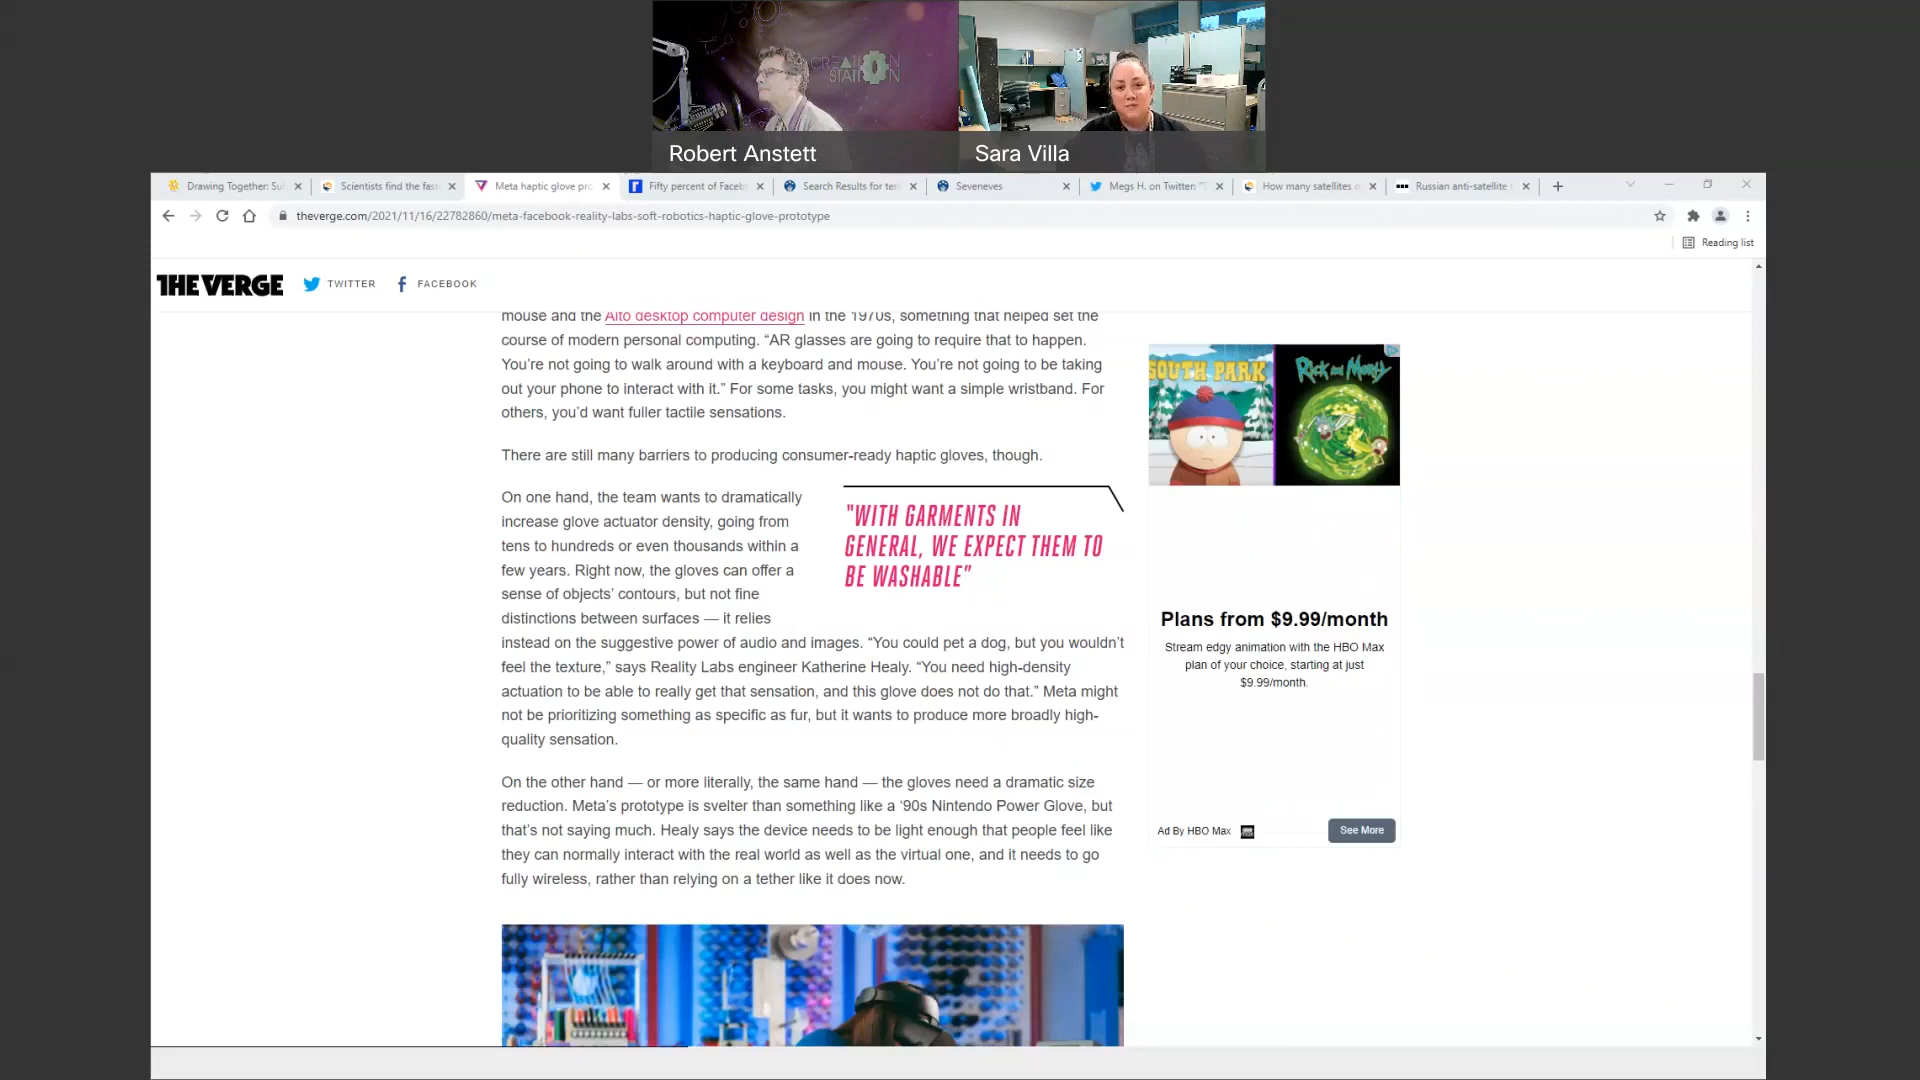 CREATION
STATION
Robert Anstett
Sara Villa
Drawing Together: Sul
Scientists find the fast
Meta haptic glove pro
Fifty percent of Faceb
Search Results for ter
Seveneves
Megs H. on Twitter: "T
How many satellites o
Russian anti-satellite
theverge.com/2021/11/16/22782860/meta-facebook-reality-labs-soft-robotics-haptic-glove-prototype
Reading list
THE VERGE
TWITTER
FACEBOOK
mouse and the Alto desktop computer design in the 1970s, something that helped set the
course of modern personal computing. “AR glasses are going to require that to happen.
You’re not going to walk around with a keyboard and mouse. You’re not going to be taking
out your phone to interact with it.” For some tasks, you might want a simple wristband. For
others, you’d want fuller tactile sensations.
There are still many barriers to producing consumer-ready haptic gloves, though.
On one hand, the team wants to dramatically
increase glove actuator density, going from
tens to hundreds or even thousands within a
few years. Right now, the gloves can offer a
sense of objects’ contours, but not fine
distinctions between surfaces — it relies
"WITH GARMENTS IN
GENERAL, WE EXPECT THEM TO
BE WASHABLE"
instead on the suggestive power of audio and images. “You could pet a dog, but you wouldn’t
feel the texture,” says Reality Labs engineer Katherine Healy. “You need high-density
actuation to be able to really get that sensation, and this glove does not do that.” Meta might
not be prioritizing something as specific as fur, but it wants to produce more broadly high-
quality sensation.
On the other hand — or more literally, the same hand — the gloves need a dramatic size
reduction. Meta’s prototype is svelter than something like a ‘90s Nintendo Power Glove, but
that’s not saying much. Healy says the device needs to be light enough that people feel like
they can normally interact with the real world as well as the virtual one, and it needs to go
fully wireless, rather than relying on a tether like it does now.
SOUTH PARK
Rick and Morty
Plans from $9.99/month
Stream edgy animation with the HBO Max
plan of your choice, starting at just
$9.99/month.
Ad By HBO Max
See More